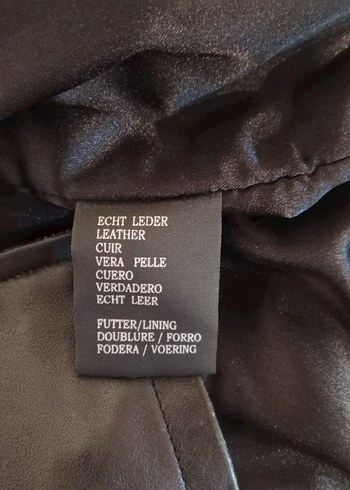 ECHT LEDER
LEATHER
CUIR
VERA PELLE
CUERO
VERDADERO
ECHT LEER
FUTTER/LINING
DOUBLURE / FORRO
FODERA / VOERING